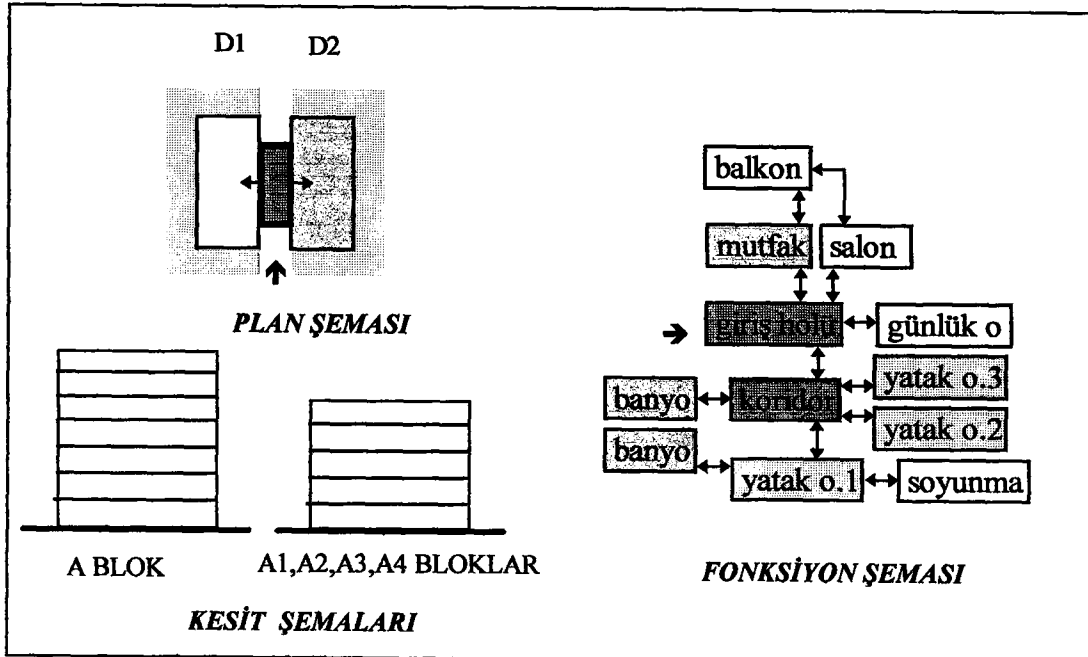 D1 D2
PLAN ŞEMASI
A BLOK
A1,A2,A3,A4 BLOKLAR
KESİT ŞEMALARI
balkon
mutfak salon
giriş holü günlük o
yatak o.3
banyo koridor
yatak o.2
banyo
yatak o.1 soyunma
FONKSİYON ŞEMASI